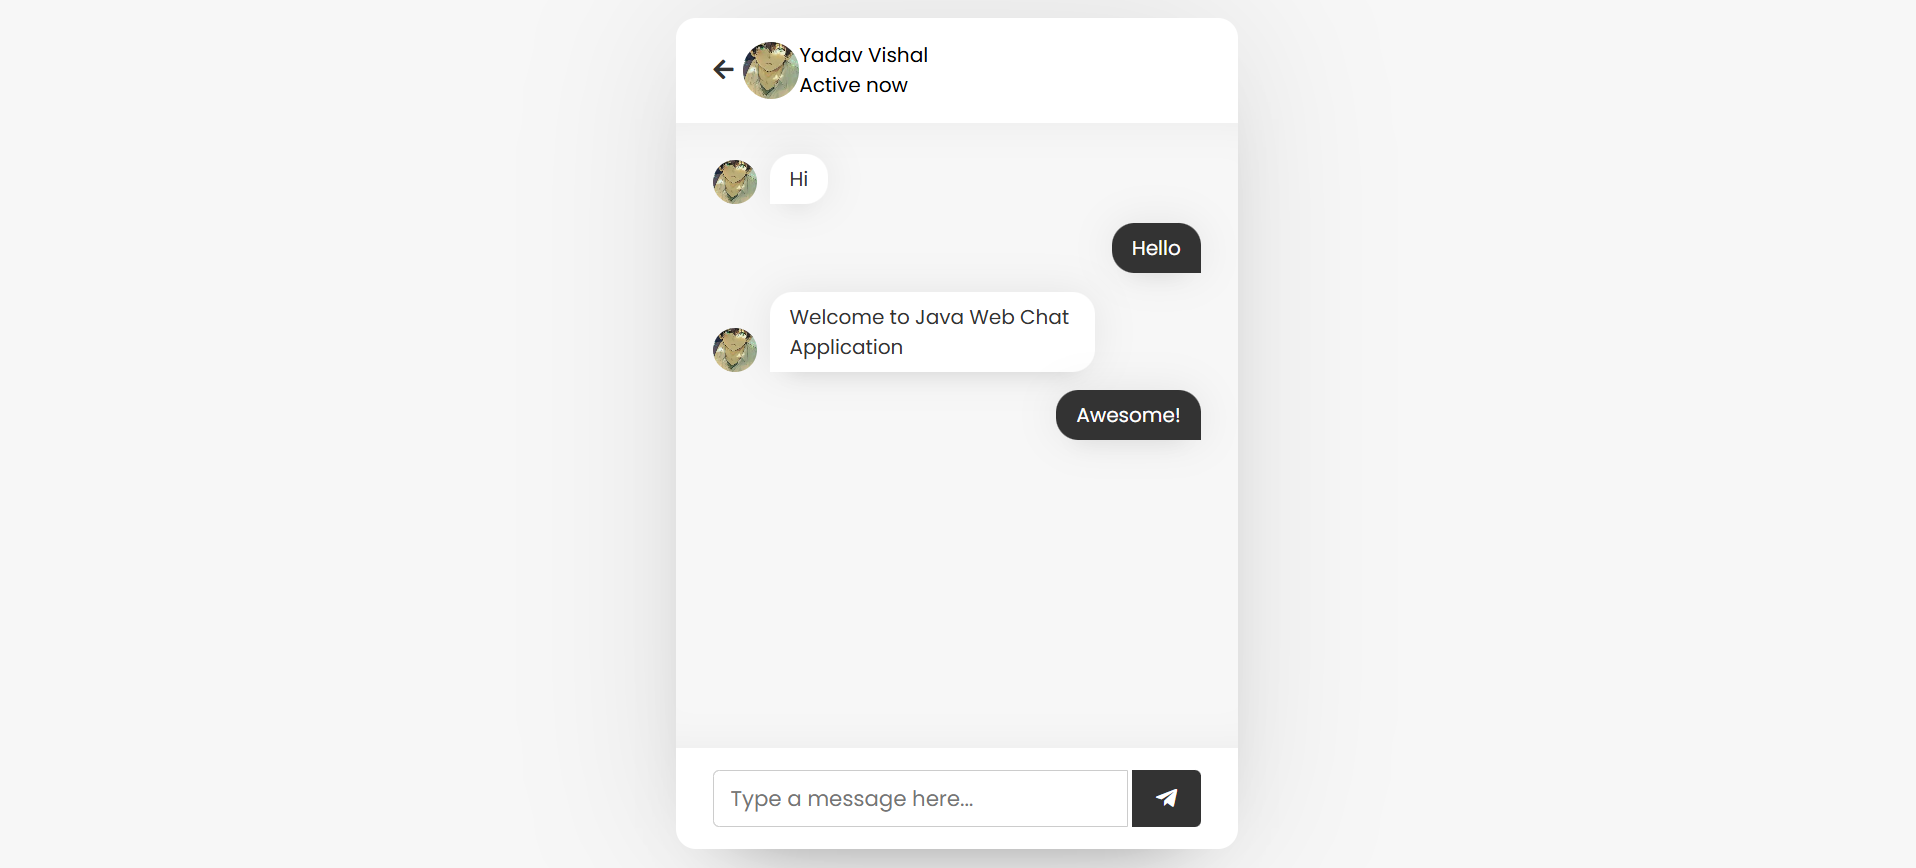 Yadav Vishal
Active now
Hi
Hello
Welcome to Java Web Chat
Application
Awesome!
Type a message here...